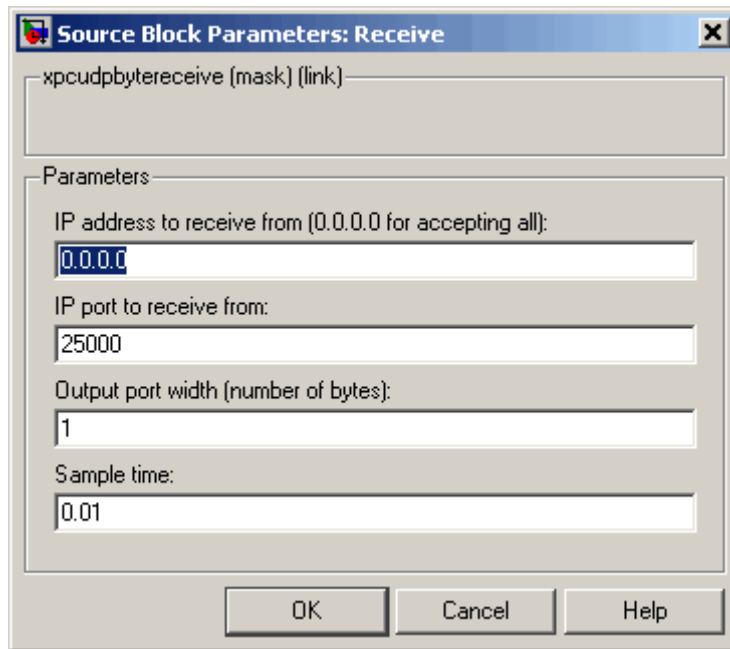 Source Block Parameters: Receive
xpcudpbytereceive (mask) (link)
Parameters
IP address to receive from (0.0.0.0 for accepting all):
0.0.0.0
IP port to receive from:
25000
Output port width (number of bytes):
1
Sample time:
0.01
OK Cancel Help